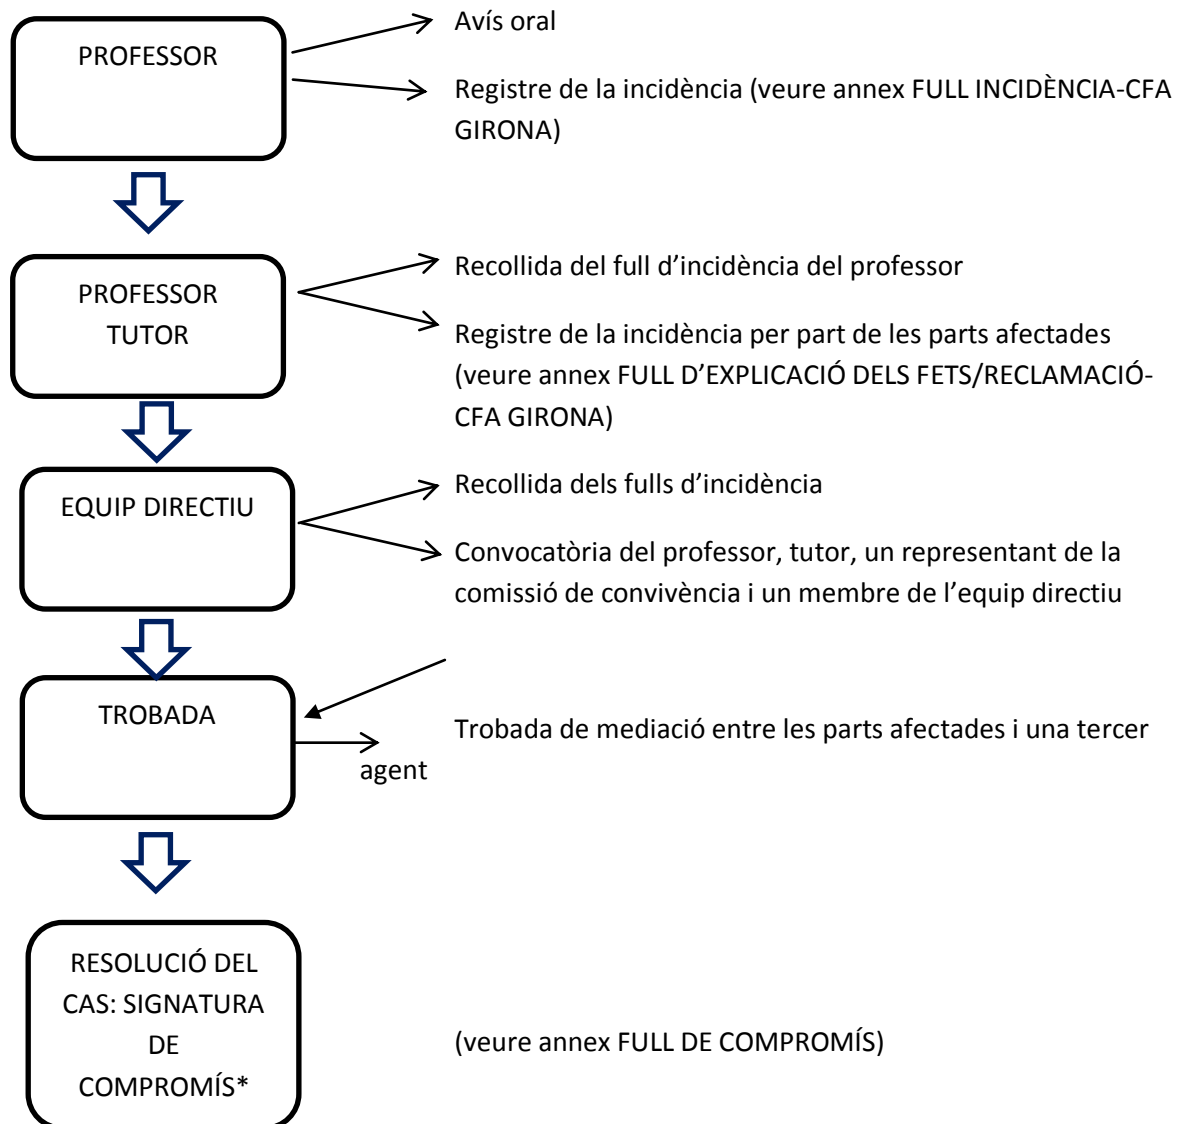 PROFESSOR
Avís oral
Registre de la incidència (veure annex FULL INCIDÈNCIA-CFA
GIRONA)
PROFESSOR
TUTOR
Recollida del full d’incidència del professor
Registre de la incidència per part de les parts afectades
(veure annex FULL D’EXPLICACIÓ DELS FETS/RECLAMACIÓ-
CFA GIRONA)
EQUIP DIRECTIU
Recollida dels fulls d’incidència
Convocatòria del professor, tutor, un representant de la
comissió de convivència i un membre de l’equip directiu
TROBADA
Trobada de mediació entre les parts afectades i una tercer
agent
RESOLUCIÓ DEL
CAS: SIGNATURA
DE
COMPROMÍS*
(veure annex FULL DE COMPROMÍS)